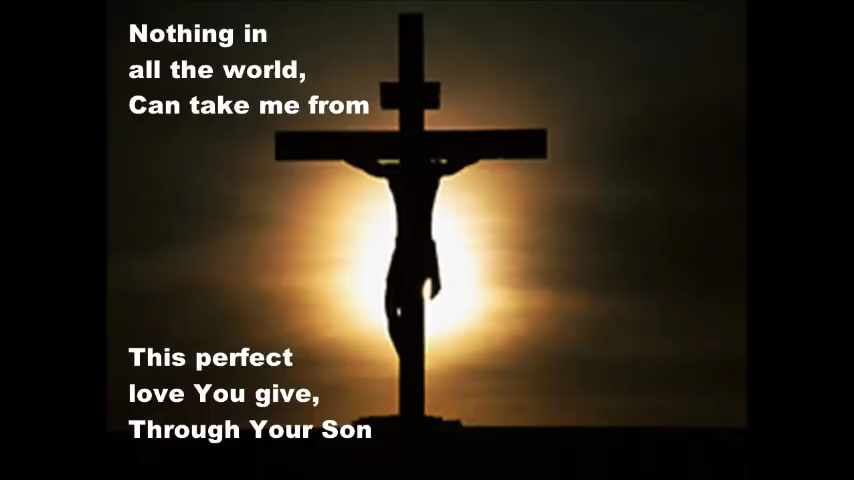 Nothing in
all the world,
Can take me from
This perfect
love You give,
Through Your Son